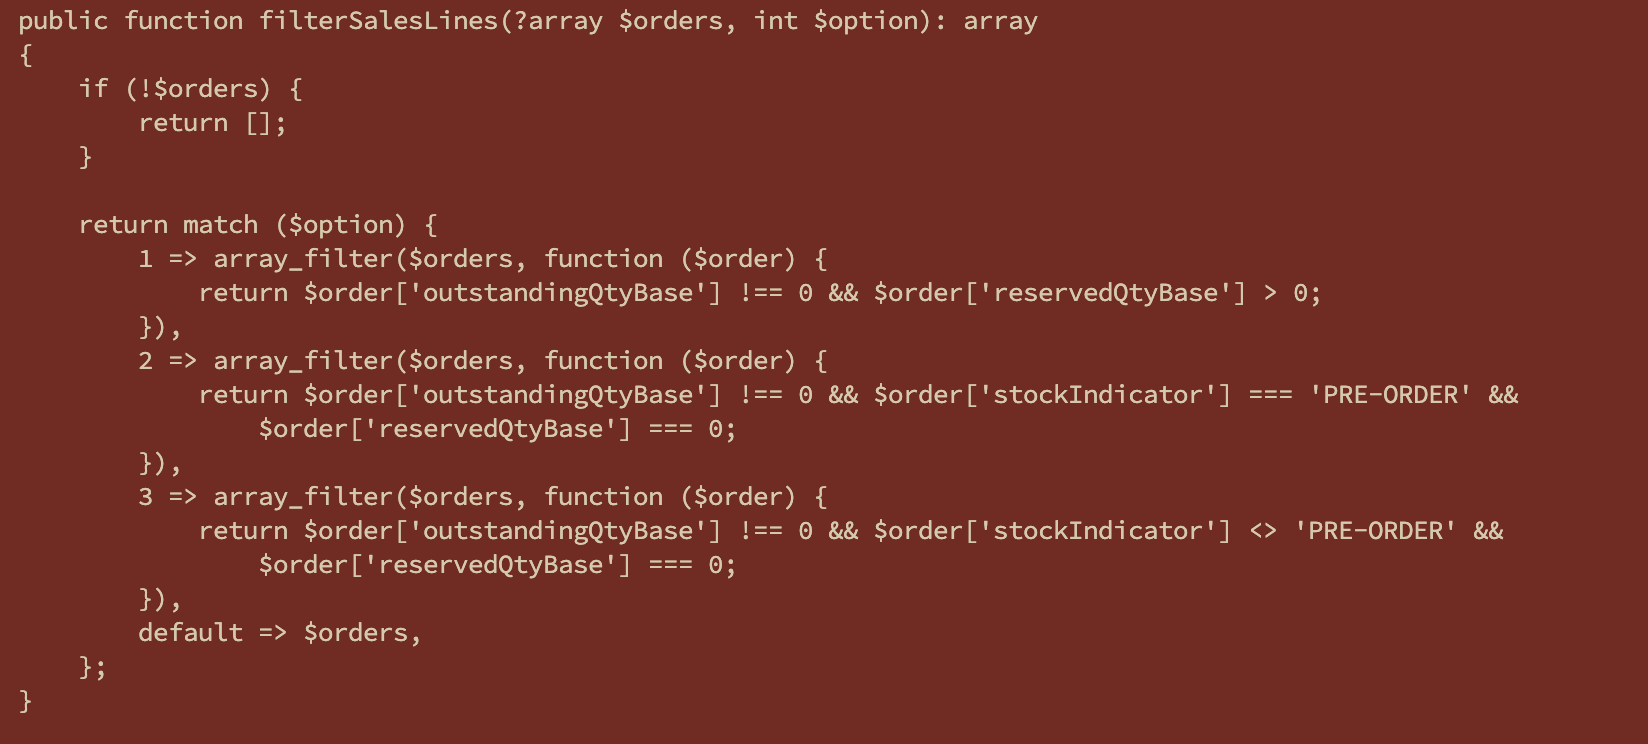 public function filterSalesLines(?array $orders, int $option): array
{
    if (!$orders) {
        return [];
    }

    return match ($option) {
        1 => array_filter($orders, function ($order) {
            return $order['outstandingQtyBase'] !== 0 && $order['reservedQtyBase'] > 0;
        }),
        2 => array_filter($orders, function ($order) {
            return $order['outstandingQtyBase'] !== 0 && $order['stockIndicator'] === 'PRE-ORDER' &&
                $order['reservedQtyBase'] === 0;
        }),
        3 => array_filter($orders, function ($order) {
            return $order['outstandingQtyBase'] !== 0 && $order['stockIndicator'] <> 'PRE-ORDER' &&
                $order['reservedQtyBase'] === 0;
        }),
        default => $orders,
    };
}